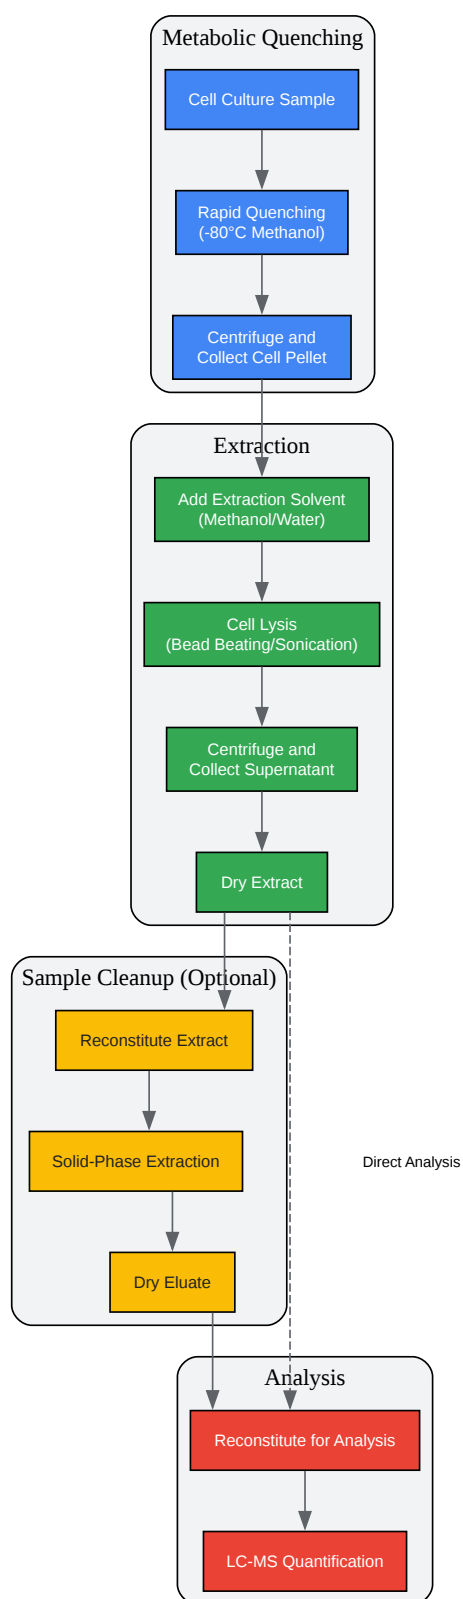 Metabolic Quenching
Cell Culture Sample
Rapid Quenching
(-80°C Methanol)
Centrifuge and
Collect Cell Pellet
Extraction
Add Extraction Solvent
(Methanol/Water)
Cell Lysis
(Bead Beating/Sonication)
Centrifuge and
Collect Supernatant
Dry Extract
Sample Cleanup (Optional)
Reconstitute Extract
Solid-Phase Extraction
Direct Analysis
Dry Eluate
Analysis
Reconstitute for Analysis
LC-MS Quantification